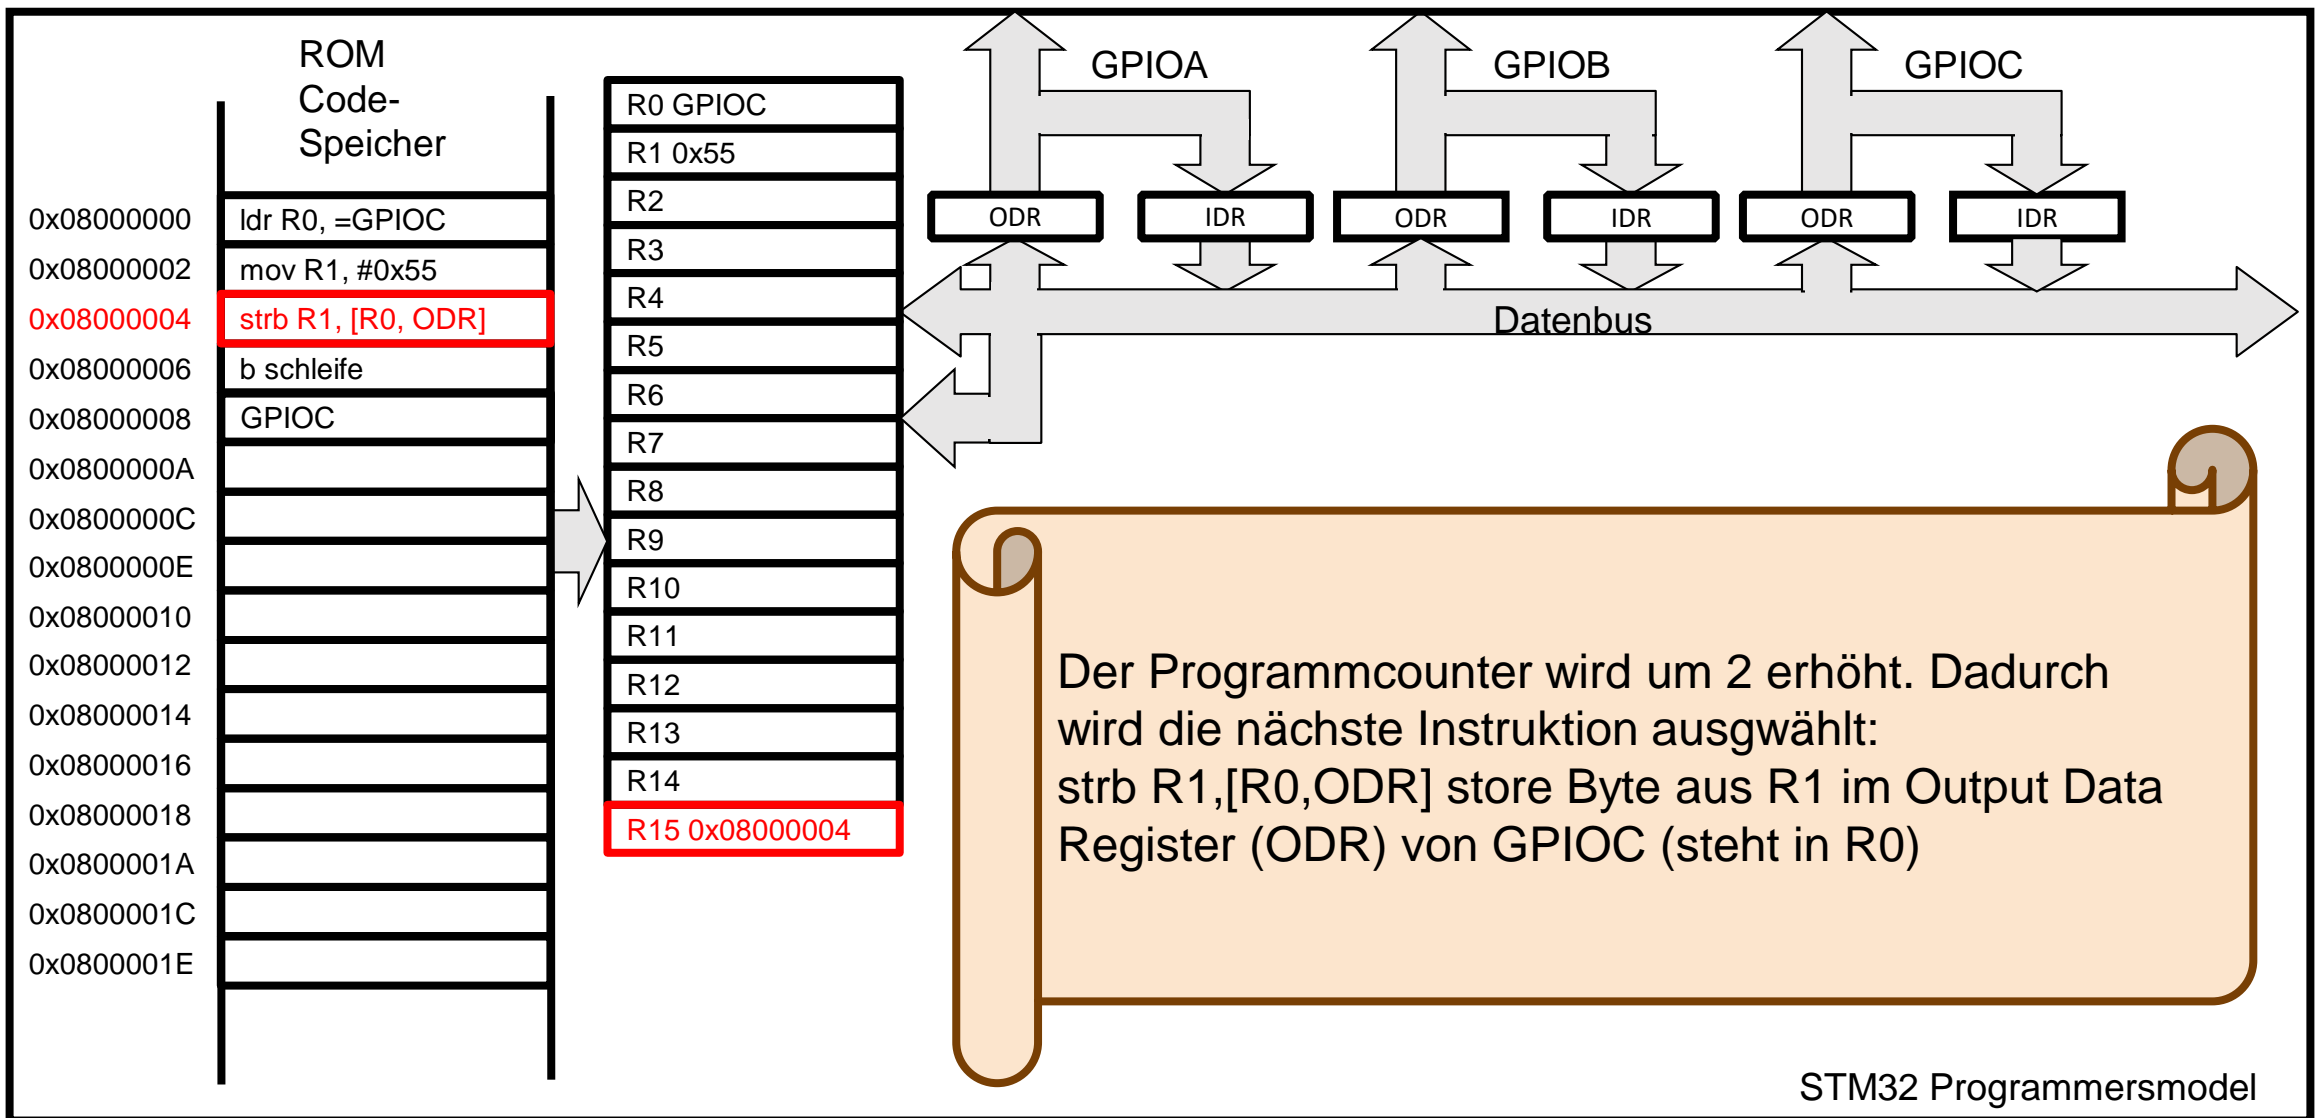 ROM
Code-
Speicher
0x08000000 ldr R0, =GPIOC
0x08000002 mov R1, #0x55
0x08000004 strb R1, [R0, ODR]
0x08000006 b schleife
0x08000008 GPIOC
0x0800000A
0x0800000C
0x0800000E
0x08000010
0x08000012
0x08000014
0x08000016
0x08000018
0x0800001A
0x0800001C
0x0800001E
R0 GPIOC
R1 0x55
R2
R3
R4
R5
R6
R7
R8
R9
R10
R11
R12
R13
R14
R15 0x08000004
GPIOA GPIOB GPIOC
ODR IDR ODR IDR ODR IDR
Datenbus
Der Programmcounter wird um 2 erhöht. Dadurch
wird die nächste Instruktion ausgwählt:
strb R1,[R0,ODR] store Byte aus R1 im Output Data
Register (ODR) von GPIOC (steht in R0)
STM32 Programmersmodel